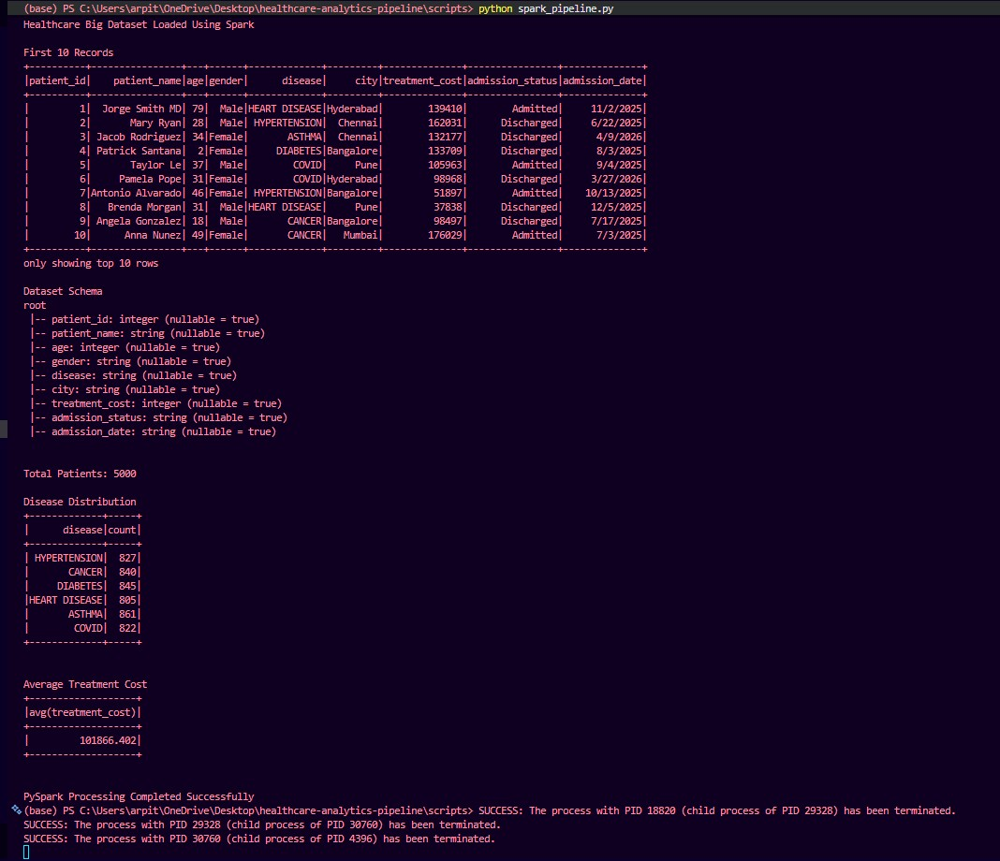 (base) PS C:\Users\arpit\OneDrive\Desktop\healthcare-analytics-pipeline\scripts> python spark_pipeline.py
Healthcare Big Dataset Loaded Using Spark

First 10 Records
+----------+----------------+---+------+-------------+---------+--------------+----------------+--------------+
|patient_id|    patient_name|age|gender|      disease|     city|treatment_cost|admission_status|admission_date|
+----------+----------------+---+------+-------------+---------+--------------+----------------+--------------+
|         1|  Jorge Smith MD| 79|  Male|HEART DISEASE|Hyderabad|        139410|        Admitted|     11/2/2025|
|         2|       Mary Ryan| 28|  Male| HYPERTENSION|  Chennai|        162031|      Discharged|     6/22/2025|
|         3| Jacob Rodriguez| 34|Female|       ASTHMA|  Chennai|        132177|      Discharged|      4/9/2026|
|         4| Patrick Santana|  2|Female|     DIABETES|Bangalore|        133709|      Discharged|      8/3/2025|
|         5|       Taylor Le| 37|  Male|        COVID|     Pune|        105963|        Admitted|      9/4/2025|
|         6|     Pamela Pope| 31|Female|        COVID|Hyderabad|         98968|      Discharged|     3/27/2026|
|         7|Antonio Alvarado| 46|Female| HYPERTENSION|Bangalore|         51897|        Admitted|    10/13/2025|
|         8|   Brenda Morgan| 31|  Male|HEART DISEASE|     Pune|         37838|      Discharged|     12/5/2025|
|         9| Angela Gonzalez| 18|  Male|       CANCER|Bangalore|         98497|      Discharged|     7/17/2025|
|        10|      Anna Nunez| 49|Female|       CANCER|   Mumbai|        176029|        Admitted|      7/3/2025|
+----------+----------------+---+------+-------------+---------+--------------+----------------+--------------+
only showing top 10 rows

Dataset Schema
root
 |-- patient_id: integer (nullable = true)
 |-- patient_name: string (nullable = true)
 |-- age: integer (nullable = true)
 |-- gender: string (nullable = true)
 |-- disease: string (nullable = true)
 |-- city: string (nullable = true)
 |-- treatment_cost: integer (nullable = true)
 |-- admission_status: string (nullable = true)
 |-- admission_date: string (nullable = true)

Total Patients: 5000

Disease Distribution
+-------------+-----+
|      disease|count|
+-------------+-----+
| HYPERTENSION|  827|
|       CANCER|  840|
|     DIABETES|  845|
|HEART DISEASE|  805|
|       ASTHMA|  861|
|        COVID|  822|
+-------------+-----+

Average Treatment Cost
+-------------------+
|avg(treatment_cost)|
+-------------------+
|         101866.402|
+-------------------+

PySpark Processing Completed Successfully
(base) PS C:\Users\arpit\OneDrive\Desktop\healthcare-analytics-pipeline\scripts> SUCCESS: The process with PID 18820 (child process of PID 29328) has been terminated.
SUCCESS: The process with PID 29328 (child process of PID 30760) has been terminated.
SUCCESS: The process with PID 30760 (child process of PID 4396) has been terminated.